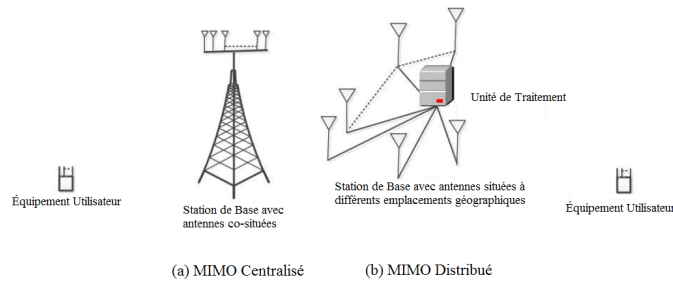 Unité de Traitement
Équipement Utilisateur
Station de Base avec
antennes co-situées
Station de Base avec antennes situées à
différents emplacements géographiques
Équipement Utilisateur
(a) MIMO Centralisé
(b) MIMO Distribué